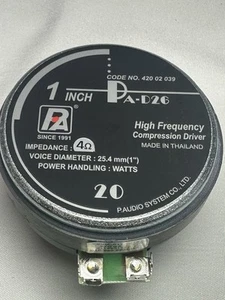 CODE NO. 420 02 039
1 INCH
PA-D26
PA
SINCE 1991
High Frequency
Compression Driver
MADE IN THAILAND
IMPEDANCE : 4Ω
VOICE DIAMETER : 25.4 mm(1")
POWER HANDLING : WATTS
20
P.AUDIO SYSTEM CO., LTD.